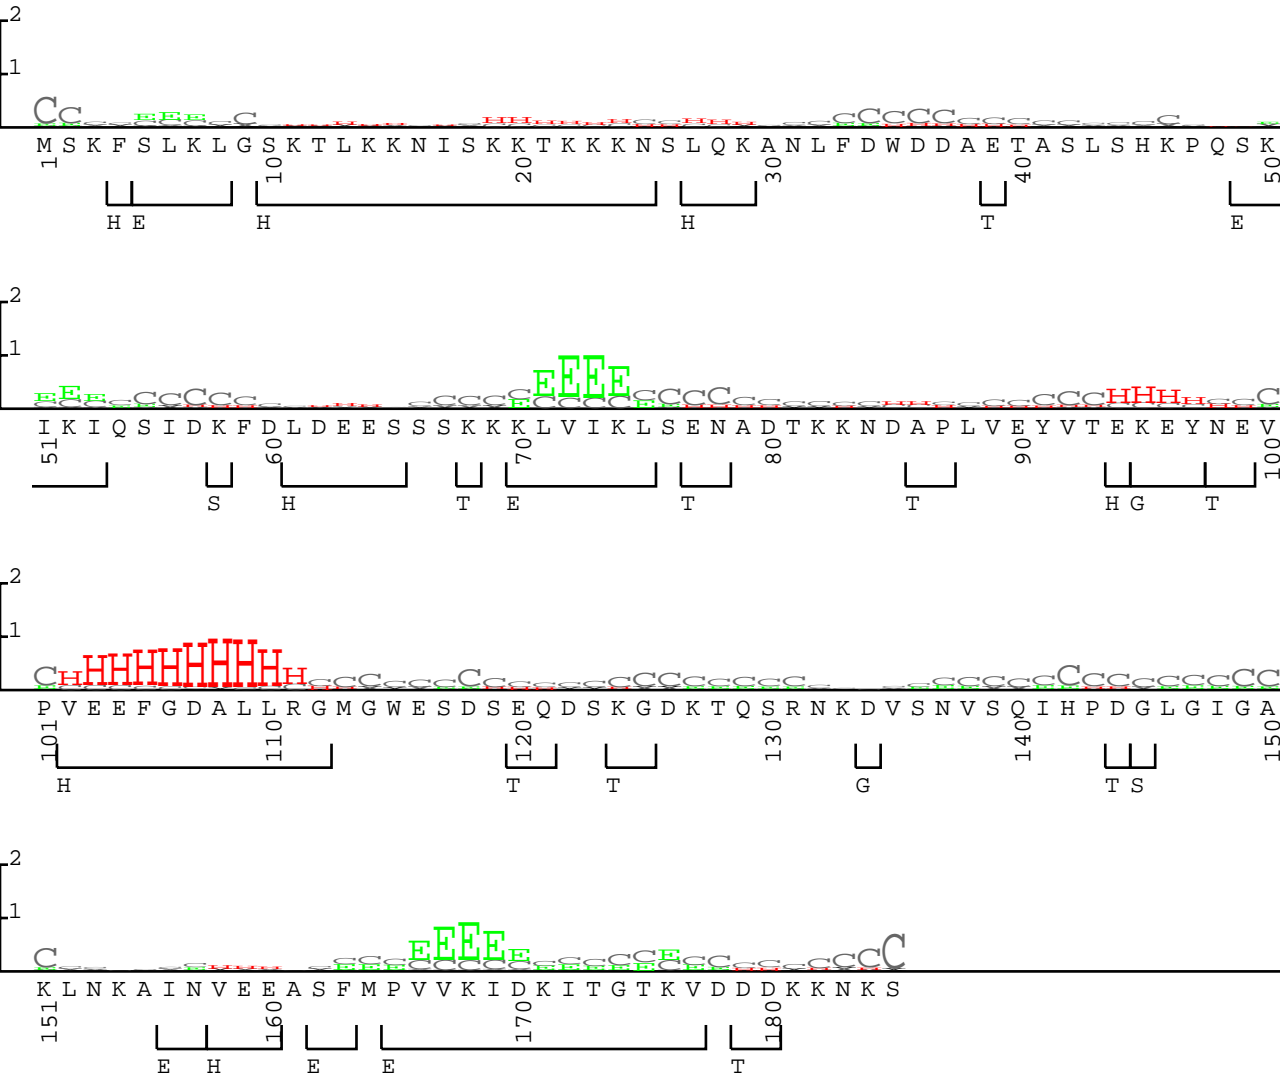 2
1
M S K F S L K L G S K T L K K N I S K K T K K K N S L Q K A N L F D W D D A E T A S L S H K P Q S K
1 10 20 30 40 50
H E H H T E
2
1
I K I Q S I D K F D L D E E S S S K K K L V I K L S E N A D T K K N D A P L V E Y V T E K E Y N E V
51 60 70 80 90 100
S H T E T T H G T
2
1
P V E E F G D A L L R G M G W E S D S E Q D S K G D K T Q S R N K D V S N V S Q I H P D G L G I G A
101 110 120 130 140 150
H T T G T S
2
1
K L N K A I N V E E A S F M P V V K I D K I T G T K V D D D K K N K S
151 160 170 180
E H E E T